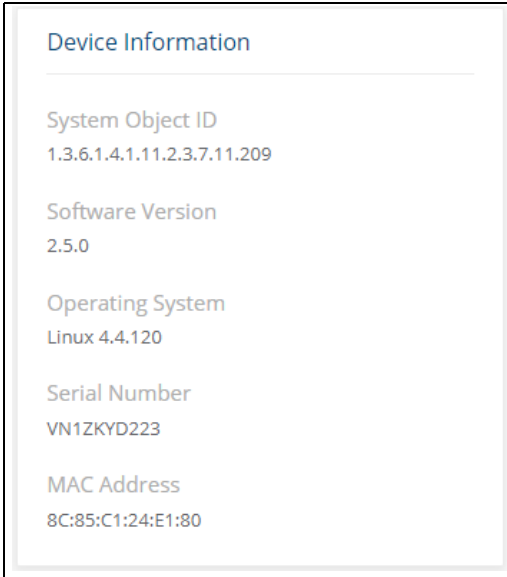 Device Information
System Object ID
1.3.6.1.4.1.11.2.3.7.11.209
Software Version
2.5.0
Operating System
Linux 4.4.120
Serial Number
VN1ZKYD223
MAC Address
8C:85:C1:24:E1:80